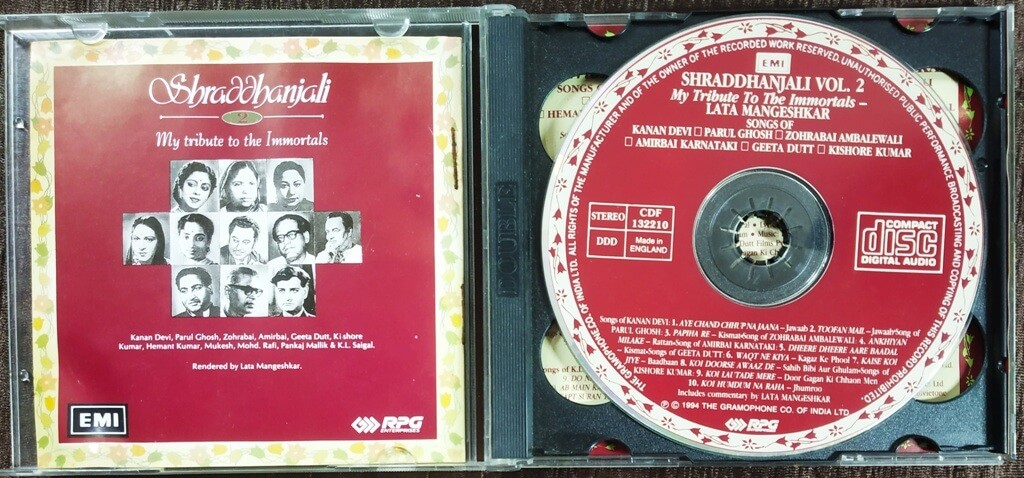 Shraddhanjali
2
My tribute to the Immortals
Kanan Devi, Parul Ghosh, Zohrabai, Amirbai, Geeta Dutt, Ki shore
Kumar, Hemant Kumar, Mukesh, Mohd. Rafi, Pankaj Mallik & K.L. Saigal.
Rendered by Lata Mangeshkar.
EMI
RPG
ENTERPRISES
DOUBLE
ALL RIGHTS OF THE MANUFACTURER AND OF THE OWNER OF THE RECORDED WORK RESERVED. UNAUTHORISED PUBLIC PERFORMANCE BROADCASTING AND COPYING OF THIS RECORD PROHIBITED.
THE GRAMOPHONE CO. OF INDIA LTD.
EMI
SHRADDHANJALI VOL. 2
My Tribute To The Immortals –
LATA MANGESHKAR
SONGS OF
KANAN DEVI □ PARUL GHOSH □ ZOHRABAI AMBALEWALI
□ AMIRBAI KARNATAKI □ GEETA DUTT □ KISHORE KUMAR
STEREO
CDF
132210
DDD
Made in
ENGLAND
COMPACT
disc
DIGITAL AUDIO
Songs of KANAN DEVI: 1. AYE CHAND CHHUP NA JAANA – Jawaab 2. TOOFAN MAIL – Jawaab•Song of
PARUL GHOSH: 3. PAPIHA RE – Kismat•Song of ZOHRABAI AMBALEWALI: 4. ANKHIYAN
MILAKE – Rattan•Song of AMIRBAI KARNATAKI: 5. DHEERE DHEERE AARE BAADAL
– Kismat•Songs of GEETA DUTT: 6. WAQT NE KIYA – Kagaz Ke Phool 7. KAISE KOI
JIYE – Baadbaan 8. KOI DOORSE AWAAZ DE – Sahib Bibi Aur Ghulam•Songs of
KISHORE KUMAR: 9. KOI LAUTADE MERE – Door Gagan Ki Chhaon Men
10. KOI HUMDUM NA RAHA – Jhumroo
Includes commentary by LATA MANGESHKAR
℗ © 1994 THE GRAMOPHONE CO. OF INDIA LTD.
RPG
ENTERPRISES
SONGS
HEMA